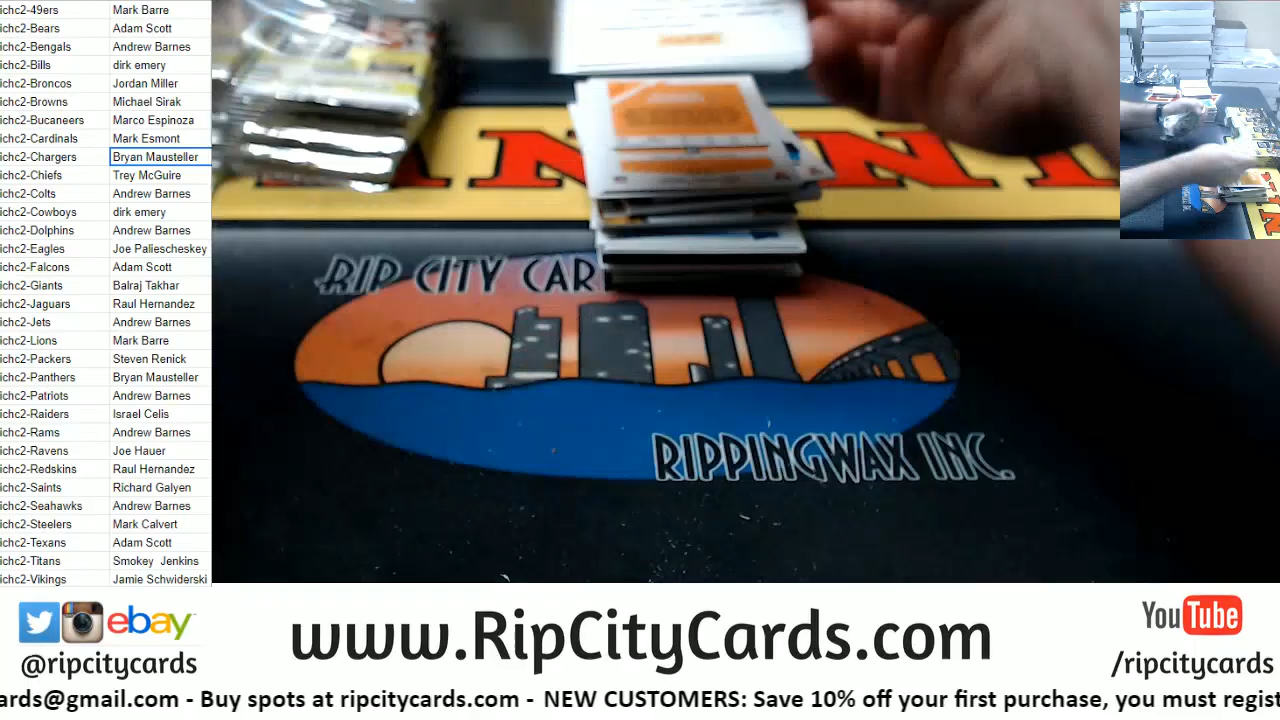 ichc2-49ers Mark Barre
ichc2-Bears Adam Scott
ichc2-Bengals Andrew Barnes
ichc2-Bills dirk emery
ichc2-Broncos Jordan Miller
ichc2-Browns Michael Sirak
ichc2-Bucaneers Marco Espinoza
ichc2-Cardinals Mark Esmont
ichc2-Chargers Bryan Mausteller
ichc2-Chiefs Trey McGuire
ichc2-Colts Andrew Barnes
ichc2-Cowboys dirk emery
ichc2-Dolphins Andrew Barnes
ichc2-Eagles Joe Paliescheskey
ichc2-Falcons Adam Scott
ichc2-Giants Balraj Takhar
ichc2-Jaguars Raul Hernandez
ichc2-Jets Andrew Barnes
ichc2-Lions Mark Barre
ichc2-Packers Steven Renick
ichc2-Panthers Bryan Mausteller
ichc2-Patriots Andrew Barnes
ichc2-Raiders Israel Celis
ichc2-Rams Andrew Barnes
ichc2-Ravens Joe Hauer
ichc2-Redskins Raul Hernandez
ichc2-Saints Richard Galyen
ichc2-Seahawks Andrew Barnes
ichc2-Steelers Mark Calvert
ichc2-Texans Adam Scott
ichc2-Titans Smokey Jenkins
ichc2-Vikings Jamie Schwiderski
RIP CITY CAR
RIPPINGWAX INC.
ebay
@ripcitycards
www.RipCityCards.com
YouTube
/ripcitycards
ards@gmail.com - Buy spots at ripcitycards.com - NEW CUSTOMERS: Save 10% off your first purchase, you must regist